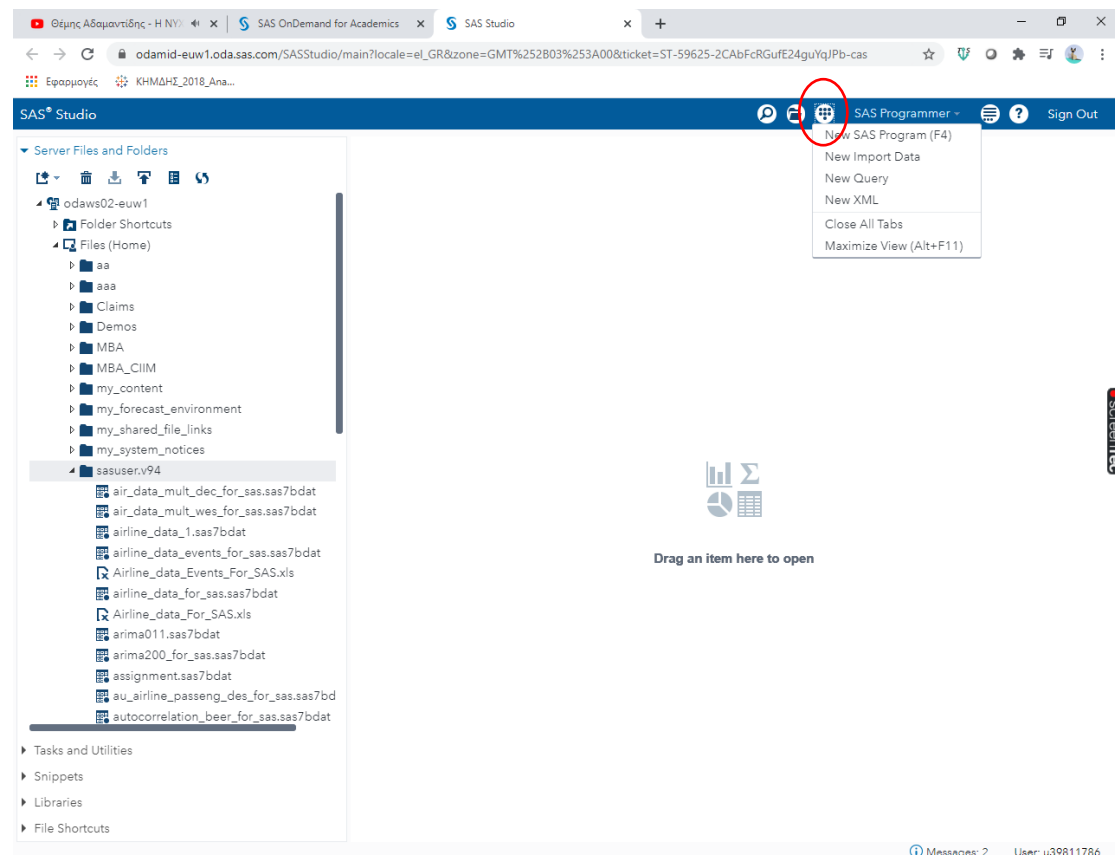 Θέμης Αδαμαντίδης - Η ΝΥΧ
SAS OnDemand for Academics
SAS Studio
odamid-euw1.oda.sas.com/SASStudio/main?locale=el_GR&zone=GMT%252B03%253A00&ticket=ST-59625-2CAbFcRGufE24guYqJPb-cas
Εφαρμογές
ΚΗΜΔΗΣ_2018_Ana...
SAS® Studio
SAS Programmer
Sign Out
New SAS Program (F4)
New Import Data
New Query
New XML
Close All Tabs
Maximize View (Alt+F11)
Server Files and Folders
odaws02-euw1
Folder Shortcuts
Files (Home)
aa
aaa
Claims
Demos
MBA
MBA_CIIM
my_content
my_forecast_environment
my_shared_file_links
my_system_notices
sasuser.v94
air_data_mult_dec_for_sas.sas7bdat
air_data_mult_wes_for_sas.sas7bdat
airline_data_1.sas7bdat
airline_data_events_for_sas.sas7bdat
Airline_data_Events_For_SAS.xls
airline_data_for_sas.sas7bdat
Airline_data_For_SAS.xls
arima011.sas7bdat
arima200_for_sas.sas7bdat
assignment.sas7bdat
au_airline_passeng_des_for_sas.sas7bd
autocorrelation_beer_for_sas.sas7bdat
Tasks and Utilities
Snippets
Libraries
File Shortcuts
Drag an item here to open
screenrec
Messages: 2
User: u39811786